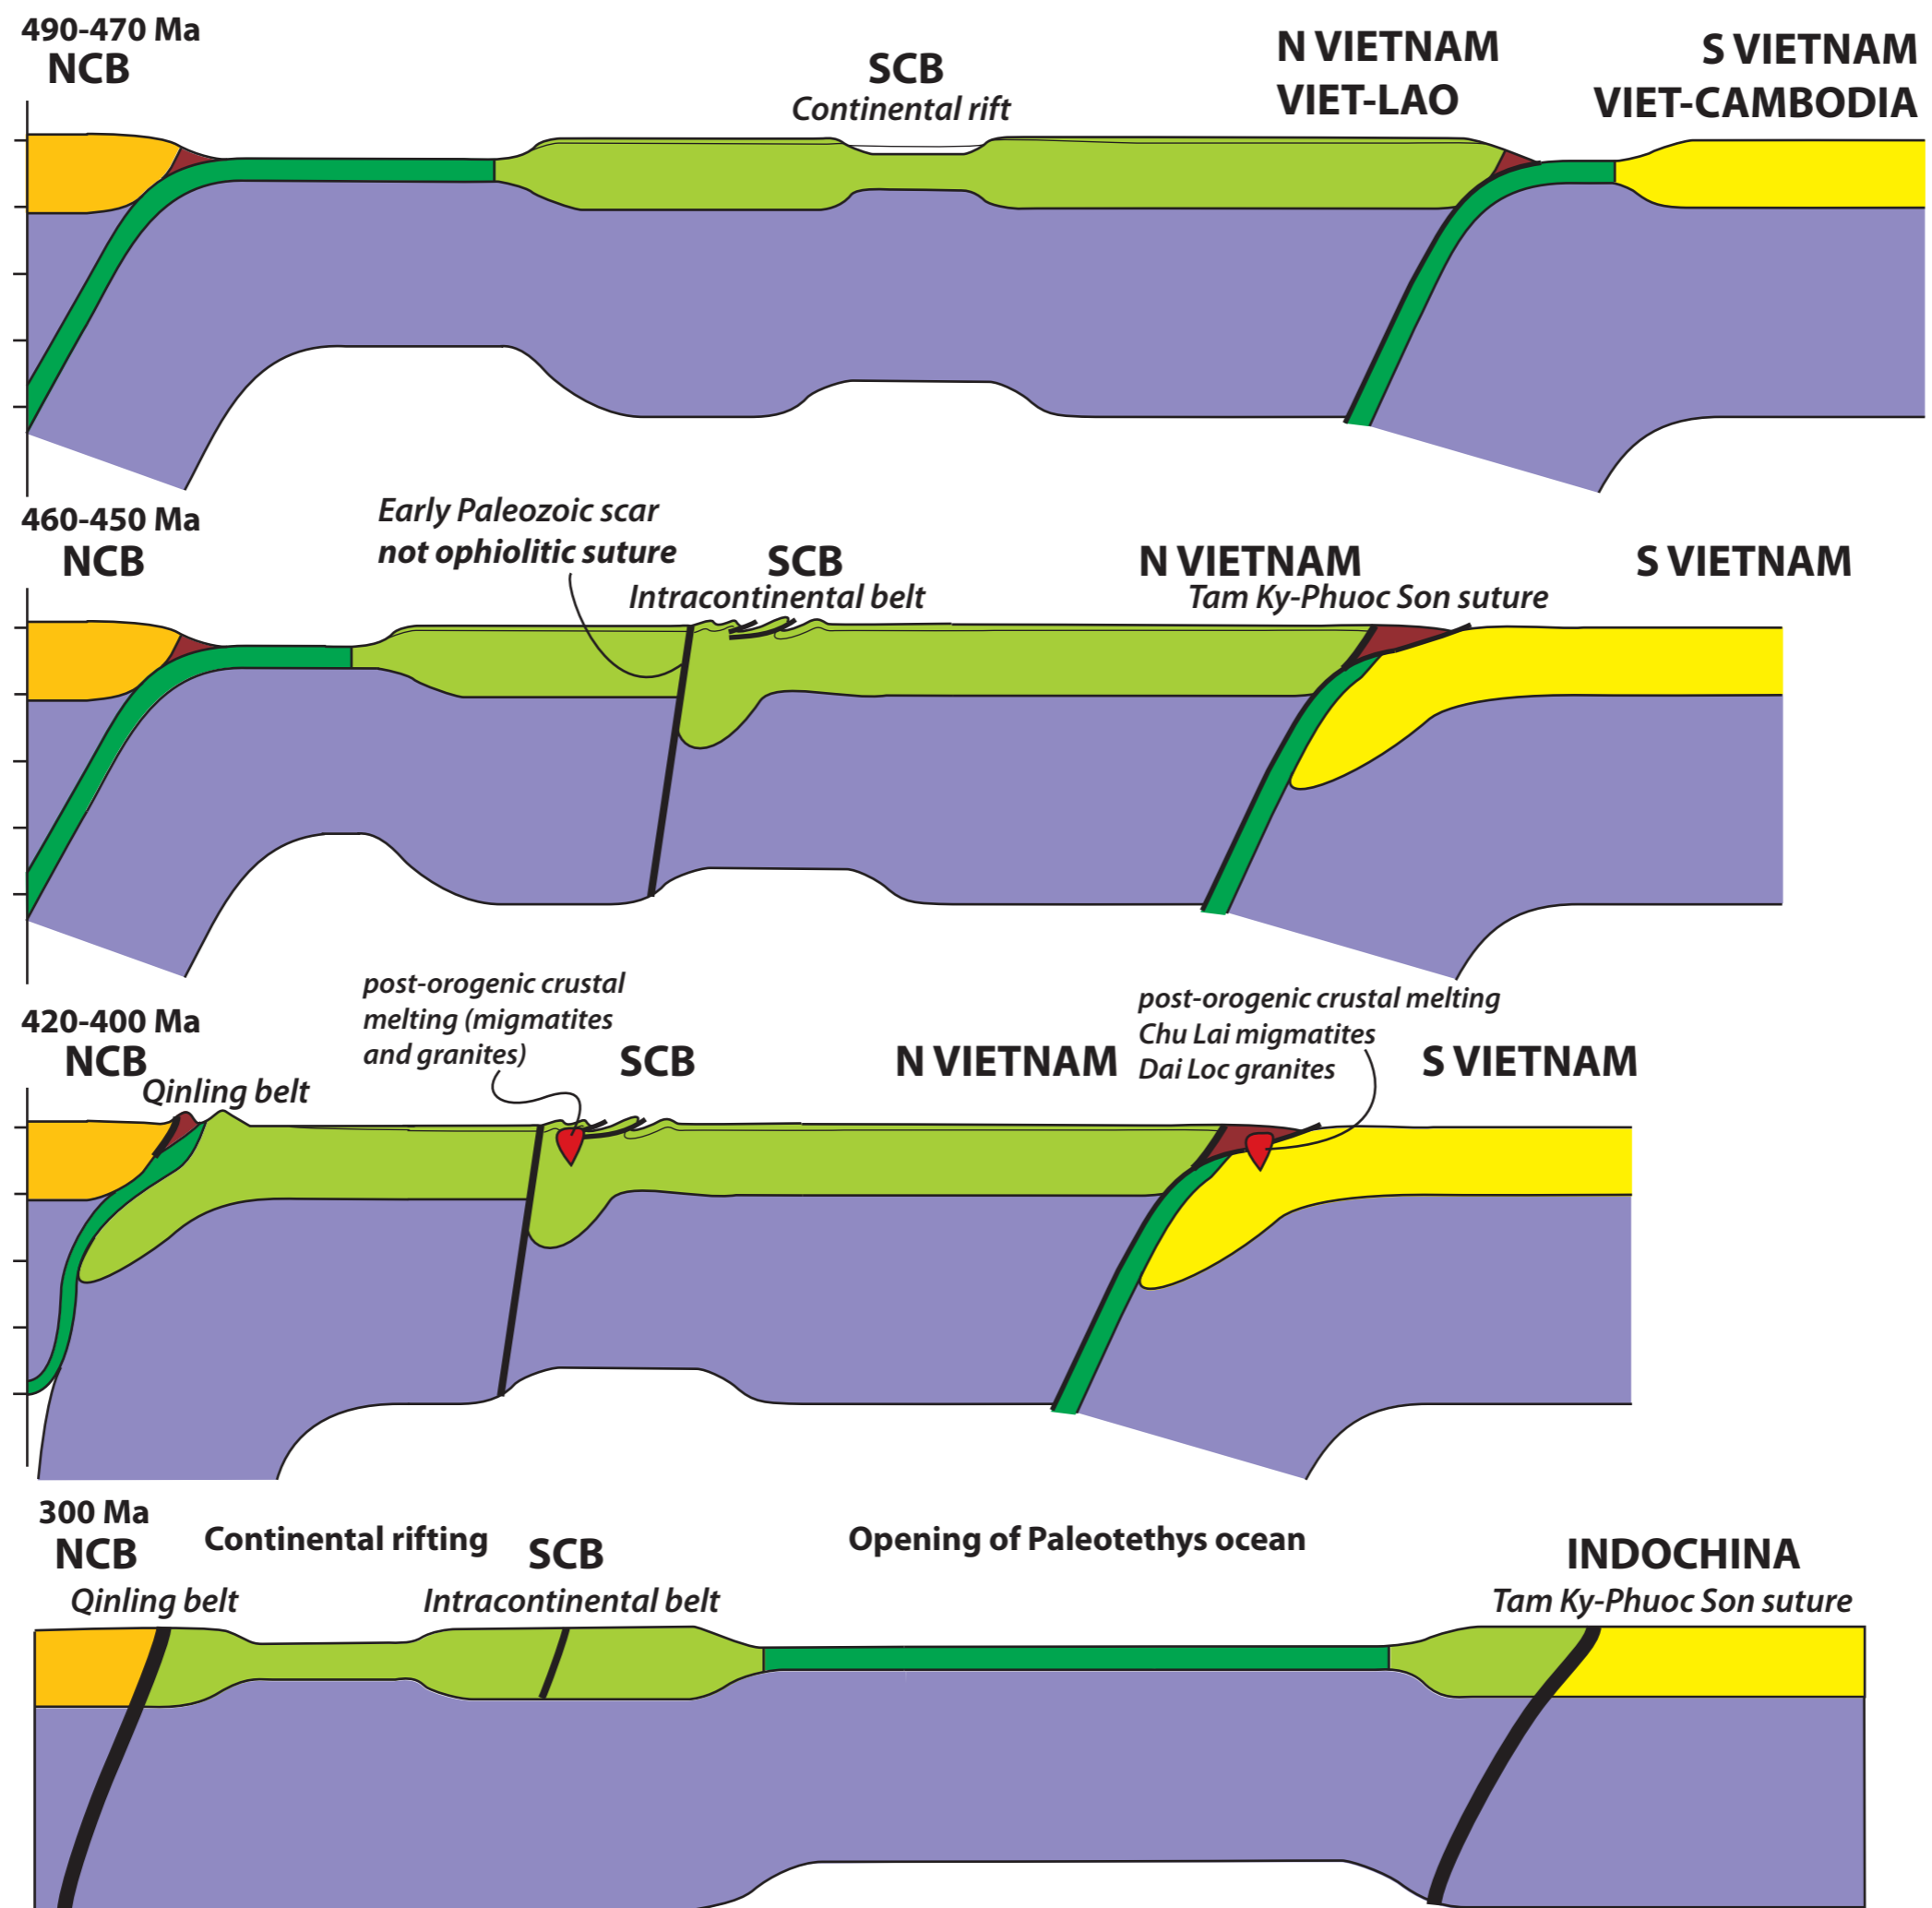 490-470 Ma
NCB
SCB
Continental rift
N VIETNAM
VIET-LAO
S VIETNAM
VIET-CAMBODIA
460-450 Ma
NCB
Early Paleozoic scar
not ophiolitic suture
SCB
Intracontinental belt
N VIETNAM
Tam Ky-Phuoc Son suture
S VIETNAM
420-400 Ma
NCB
Qinling belt
post-orogenic crustal
melting (migmatites
and granites)
SCB
N VIETNAM
post-orogenic crustal melting
Chu Lai migmatites
Dai Loc granites
S VIETNAM
300 Ma
NCB
Qinling belt
Continental rifting
SCB
Intracontinental belt
Opening of Paleotethys ocean
INDOCHINA
Tam Ky-Phuoc Son suture